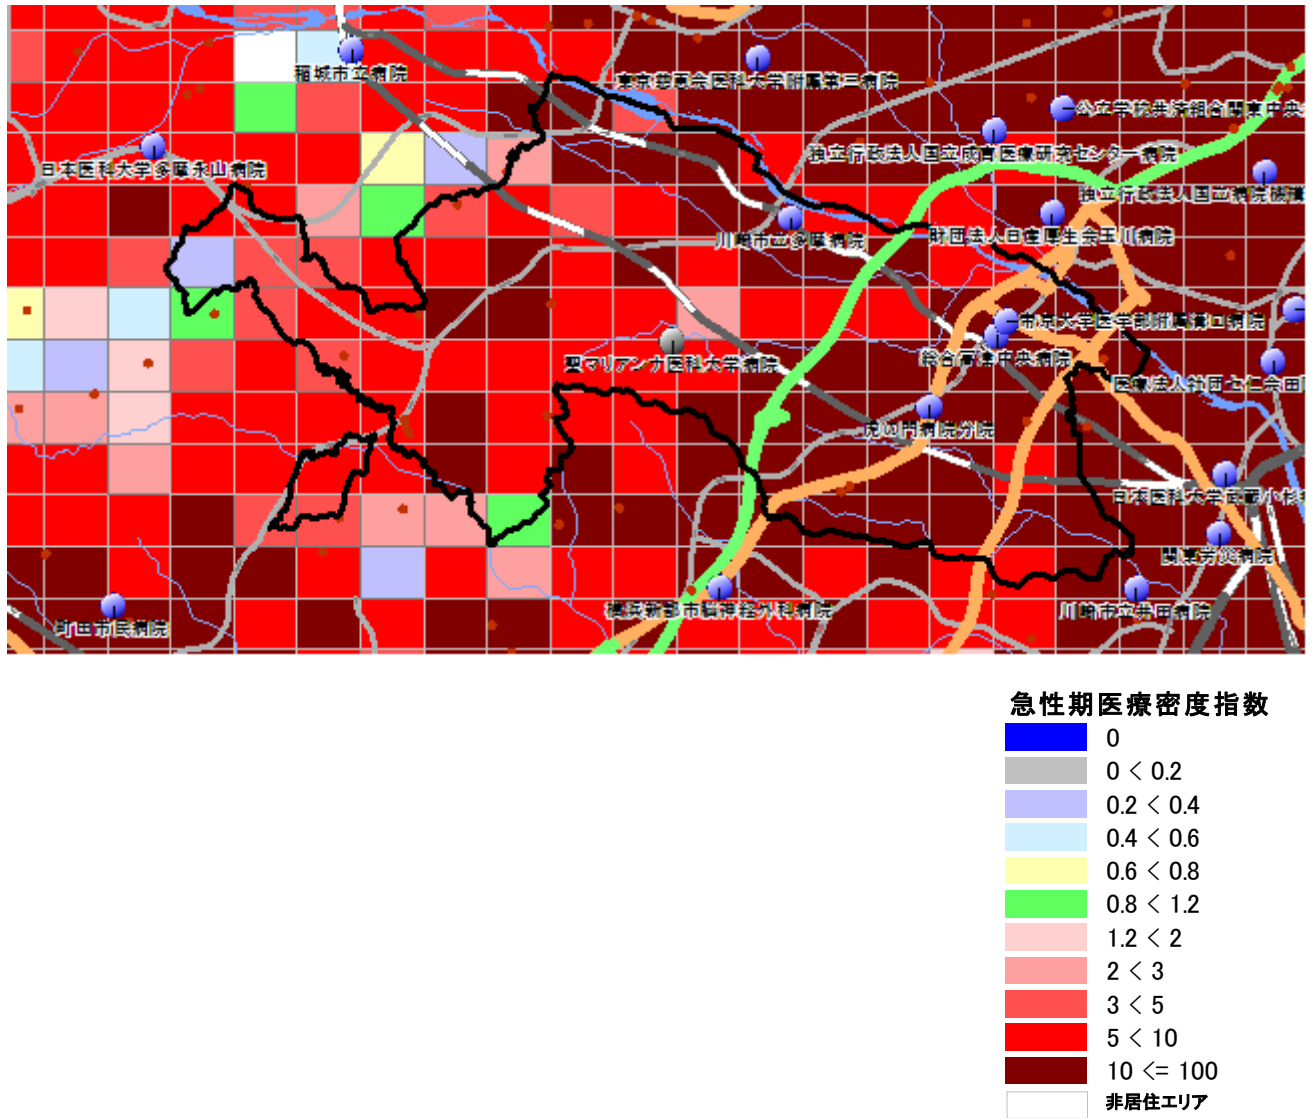 稲城市立病院
東京慈恵会医科大学附属第三病院
公立学校共済組合関東中央
日本医科大学多摩永山病院
独立行政法人国立成育医療研究センター病院
独立行政法人国立病院機構
川崎市立多摩病院
財団法人日産厚生会玉川病院
帝京大学医学部附属溝口病院
総合高津中央病院
聖マリアンナ医科大学病院
医療法人社団七仁会田
虎の門病院分院
日本医科大学武蔵小杉
関東労災病院
横浜新都市脳神経外科病院
川崎市立井田病院
町田市民病院
急性期医療密度指数
0
0 < 0.2
0.2 < 0.4
0.4 < 0.6
0.6 < 0.8
0.8 < 1.2
1.2 < 2
2 < 3
3 < 5
5 < 10
10 <= 100
非居住エリア